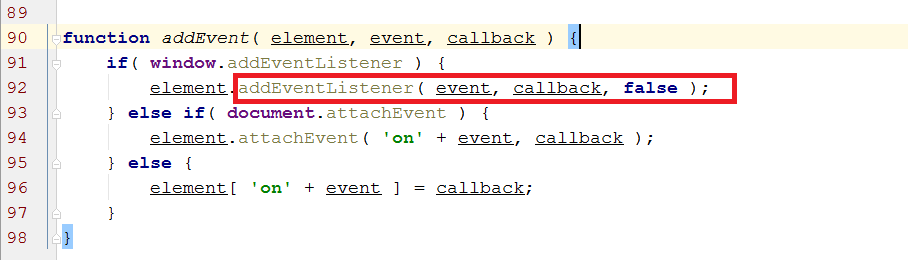 89
90 function addEvent( element, event, callback ) {
91 if( window.addEventListener ) {
92 element.addEventListener( event, callback, false );
93 } else if( document.attachEvent ) {
94 element.attachEvent( 'on' + event, callback );
95 } else {
96 element[ 'on' + event ] = callback;
97 }
98 }